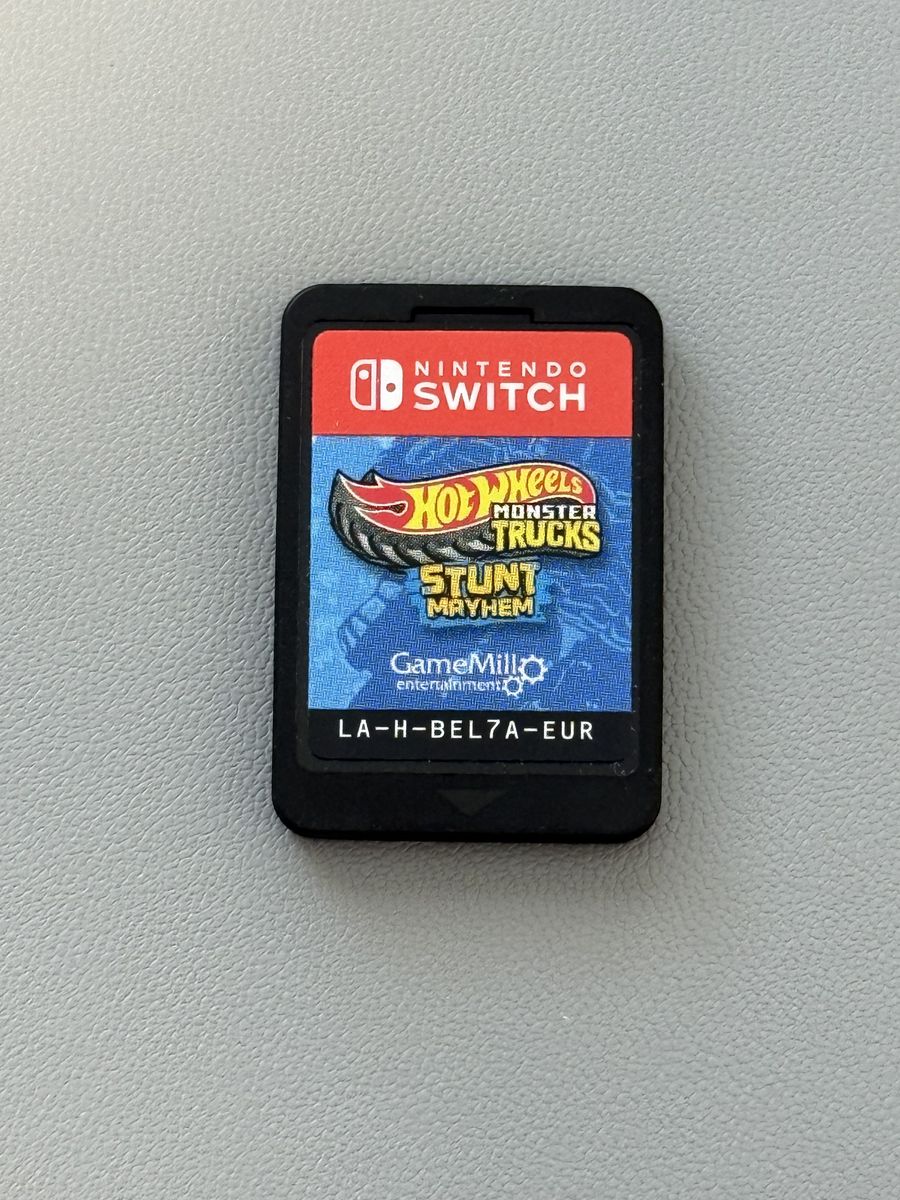 NINTENDO
SWITCH
HOT WHEELS
MONSTER
TRUCKS
STUNT
MAYHEM
GameMill
entertainment
LA-H-BEL7A-EUR